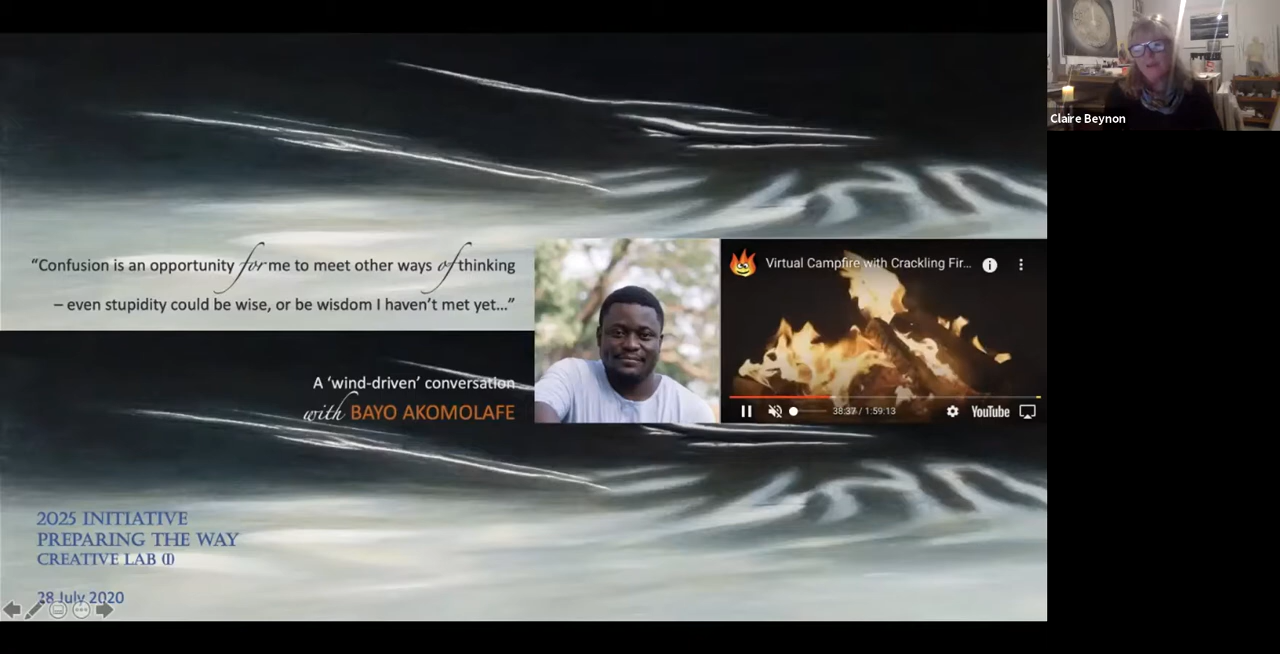 Claire Beynon
“Confusion is an opportunity for me to meet other ways of thinking
– even stupidity could be wise, or be wisdom I haven’t met yet...”
Virtual Campfire with Crackling Fir...
38:37 / 1:59:13
YouTube
A ‘wind-driven’ conversation
with BAYO AKOMOLAFE
2025 INITIATIVE
PREPARING THE WAY
CREATIVE LAB (I)
28 July 2020